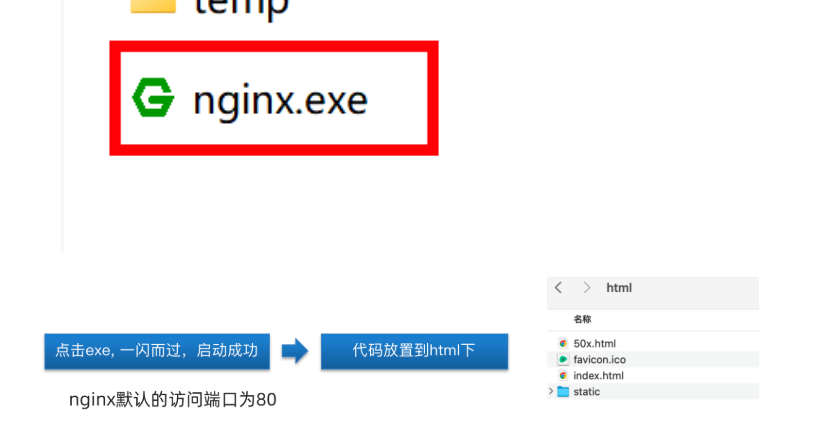 temp
nginx.exe
html
名称
点击exe, 一闪而过，启动成功
代码放置到html下
50x.html
favicon.ico
index.html
static
nginx默认的访问端口为80